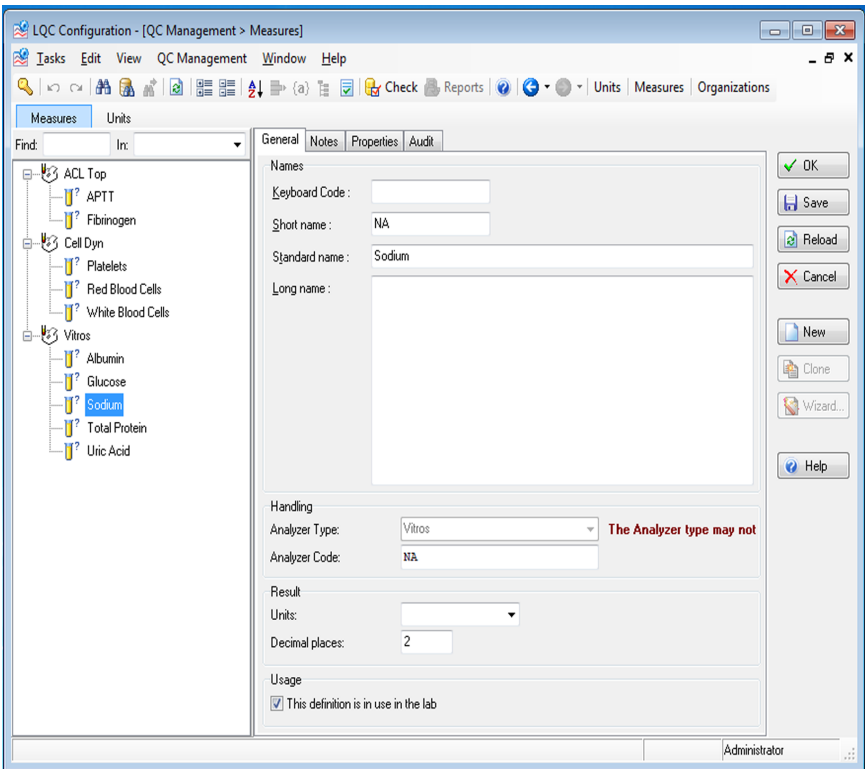 LQC Configuration - [QC Management > Measures]
Tasks Edit View QC Management Window Help
{a} Check Reports Units Measures Organizations
Measures Units
Find: In:
ACL Top
APTT
Fibrinogen
Cell Dyn
Platelets
Red Blood Cells
White Blood Cells
Vitros
Albumin
Glucose
Sodium
Total Protein
Uric Acid
General Notes Properties Audit
Names
Keyboard Code :
Short name : NA
Standard name : Sodium
Long name :
Handling
Analyzer Type: Vitros The Analyzer type may not
Analyzer Code: NA
Result
Units:
Decimal places: 2
Usage
This definition is in use in the lab
OK
Save
Reload
Cancel
New
Clone
Wizard...
Help
Administrator